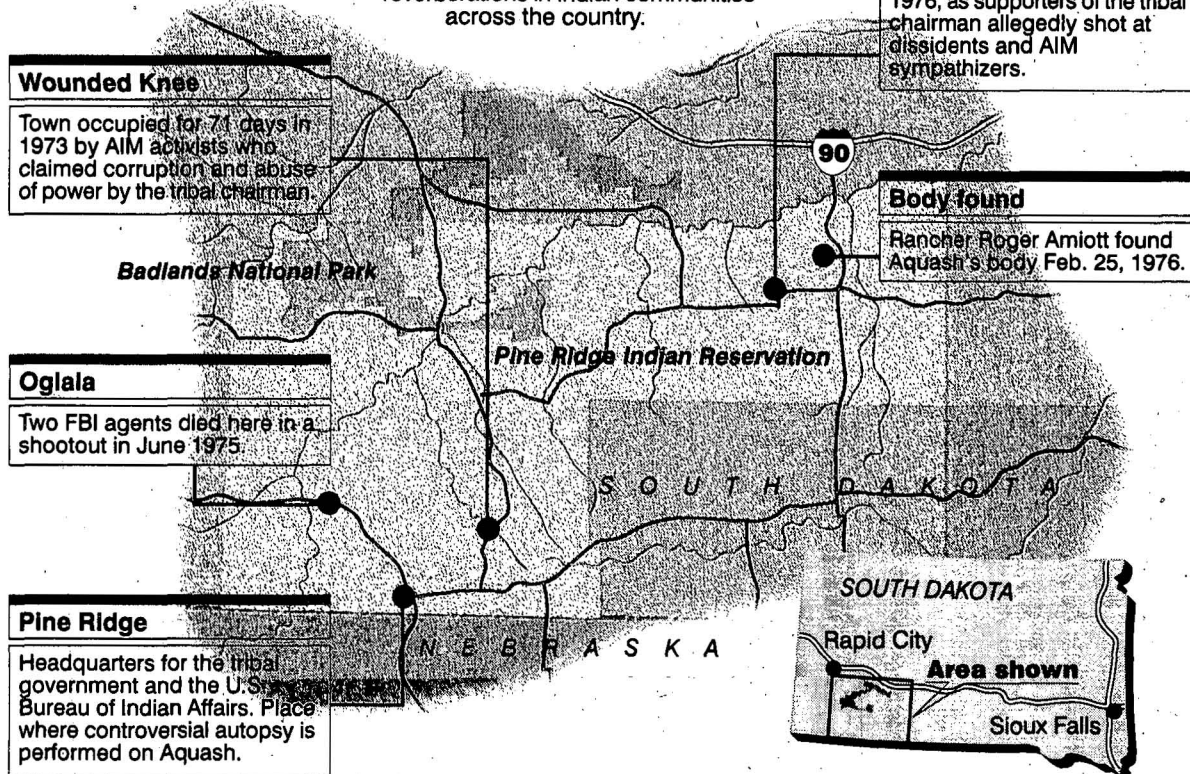 reverberations in Indian communities
across the country.
1976, as supporters of the tribal
chairman allegedly shot at
dissidents and AIM
sympathizers.
Wounded Knee
Town occupied for 71 days in
1973 by AIM activists who
claimed corruption and abuse
of power by the tribal chairman.
90
Body found
Rancher Roger Amiott found
Aquash's body Feb. 25, 1976.
Badlands National Park
Pine Ridge Indian Reservation
Oglala
Two FBI agents died here in a
shootout in June 1975.
SOUTH DAKOTA
NEBRASKA
Pine Ridge
Headquarters for the tribal
government and the U.S.
Bureau of Indian Affairs. Place
where controversial autopsy is
performed on Aquash.
SOUTH DAKOTA
Rapid City
Area shown
Sioux Falls